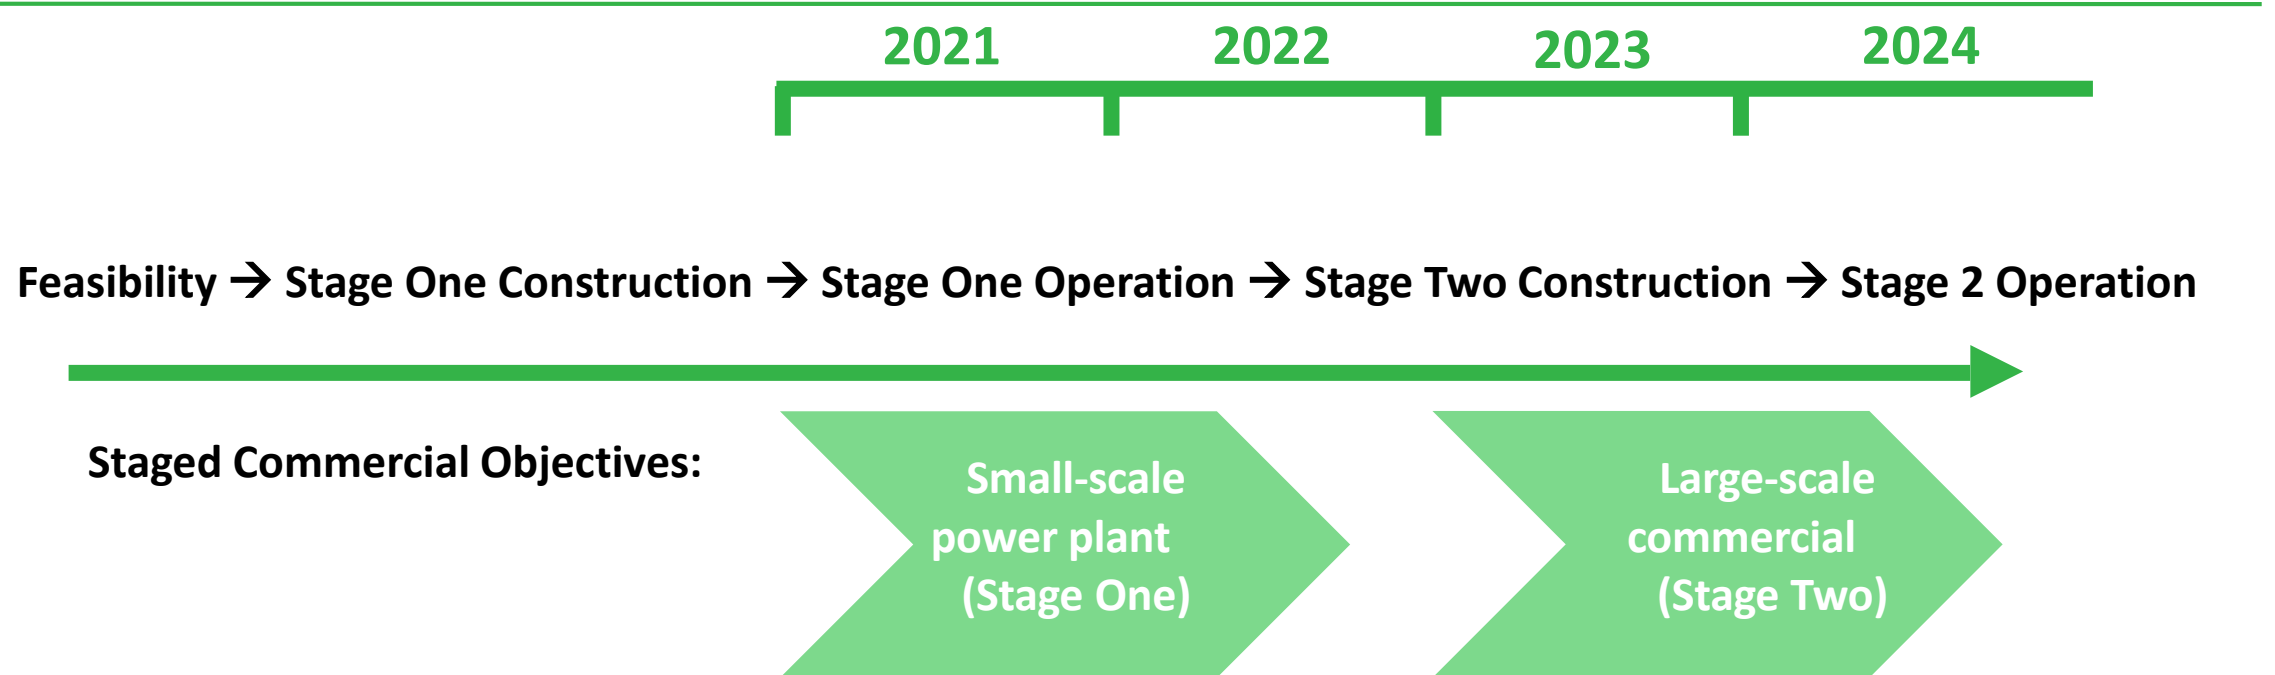 2021 2022 2023 2024
Feasibility → Stage One Construction → Stage One Operation → Stage Two Construction → Stage 2 Operation
Staged Commercial Objectives:
Small-scale
power plant
(Stage One)
Large-scale
commercial
(Stage Two)